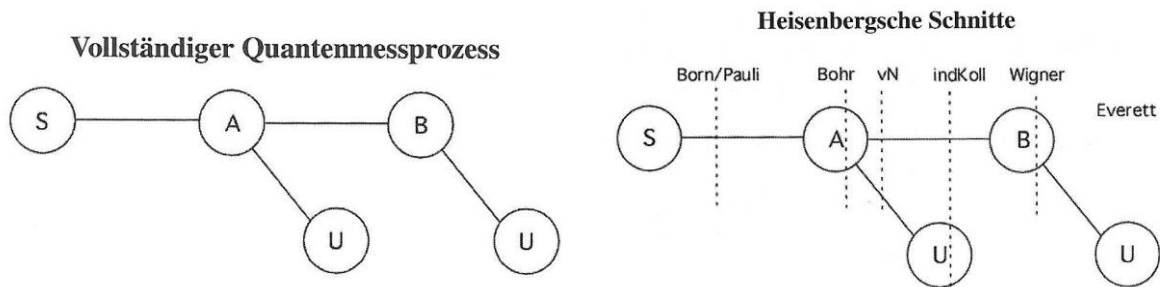 Vollständiger Quantenmessprozess
S
A
B
U
U
Heisenbergsche Schnitte
Born/Pauli
Bohr
vN
indKoll
Wigner
Everett
S
A
B
U
U